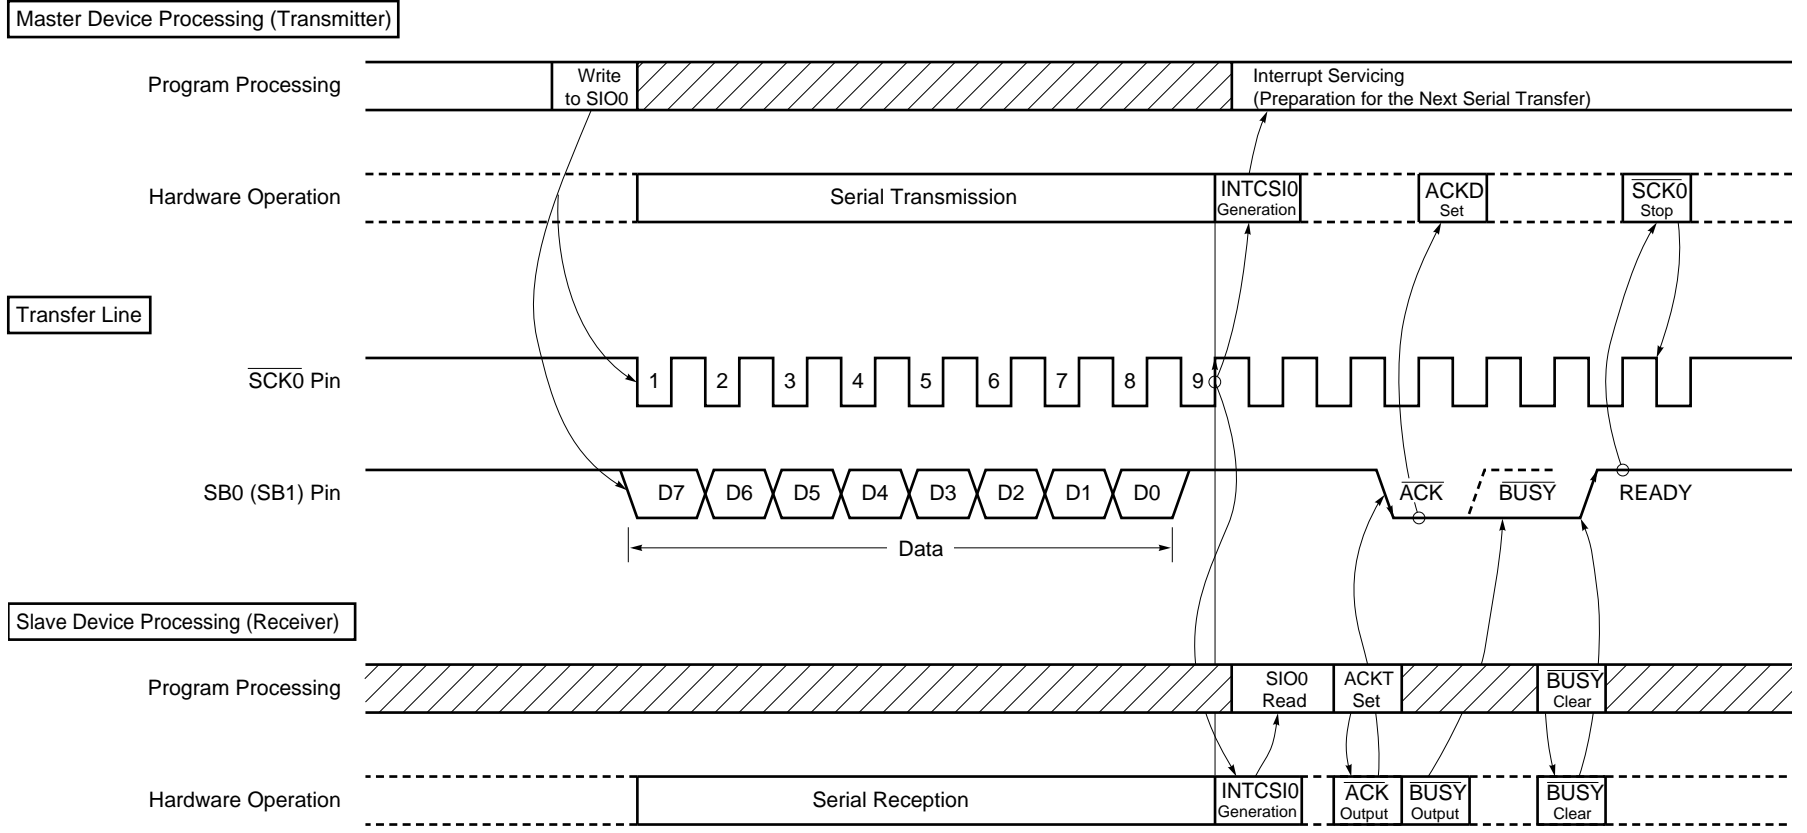 Master Device Processing (Transmitter)
Program Processing
Write
to SIO0
Interrupt Servicing
(Preparation for the Next Serial Transfer)
Hardware Operation
Serial Transmission
INTCSI0
Generation
ACKD
Set
SCK0
Stop
Transfer Line
SCK0 Pin
1 2 3 4 5 6 7 8 9
SB0 (SB1) Pin
D7 D6 D5 D4 D3 D2 D1 D0
ACK
BUSY
READY
Data
Slave Device Processing (Receiver)
Program Processing
SIO0
Read
ACKT
Set
BUSY
Clear
Hardware Operation
Serial Reception
INTCSI0
Generation
ACK
Output
BUSY
Output
BUSY
Clear